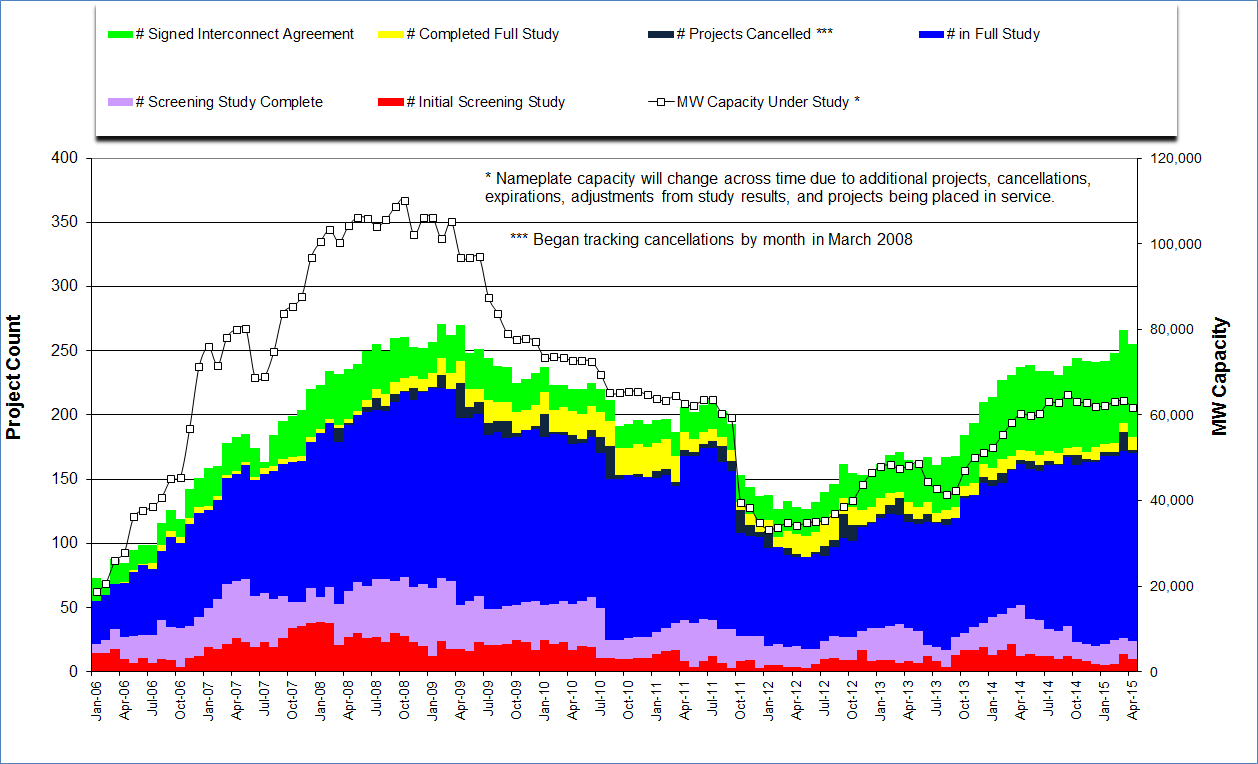 # Signed Interconnect Agreement
# Completed Full Study
# Projects Cancelled ***
# in Full Study
# Screening Study Complete
# Initial Screening Study
MW Capacity Under Study *
* Nameplate capacity will change across time due to additional projects, cancellations,
expirations, adjustments from study results, and projects being placed in service.
*** Began tracking cancellations by month in March 2008
Project Count
400
350
300
250
200
150
100
50
0
MW Capacity
120,000
100,000
80,000
60,000
40,000
20,000
0
Jan-06
Apr-06
Jul-06
Oct-06
Jan-07
Apr-07
Jul-07
Oct-07
Jan-08
Apr-08
Jul-08
Oct-08
Jan-09
Apr-09
Jul-09
Oct-09
Jan-10
Apr-10
Jul-10
Oct-10
Jan-11
Apr-11
Jul-11
Oct-11
Jan-12
Apr-12
Jul-12
Oct-12
Jan-13
Apr-13
Jul-13
Oct-13
Jan-14
Apr-14
Jul-14
Oct-14
Jan-15
Apr-15